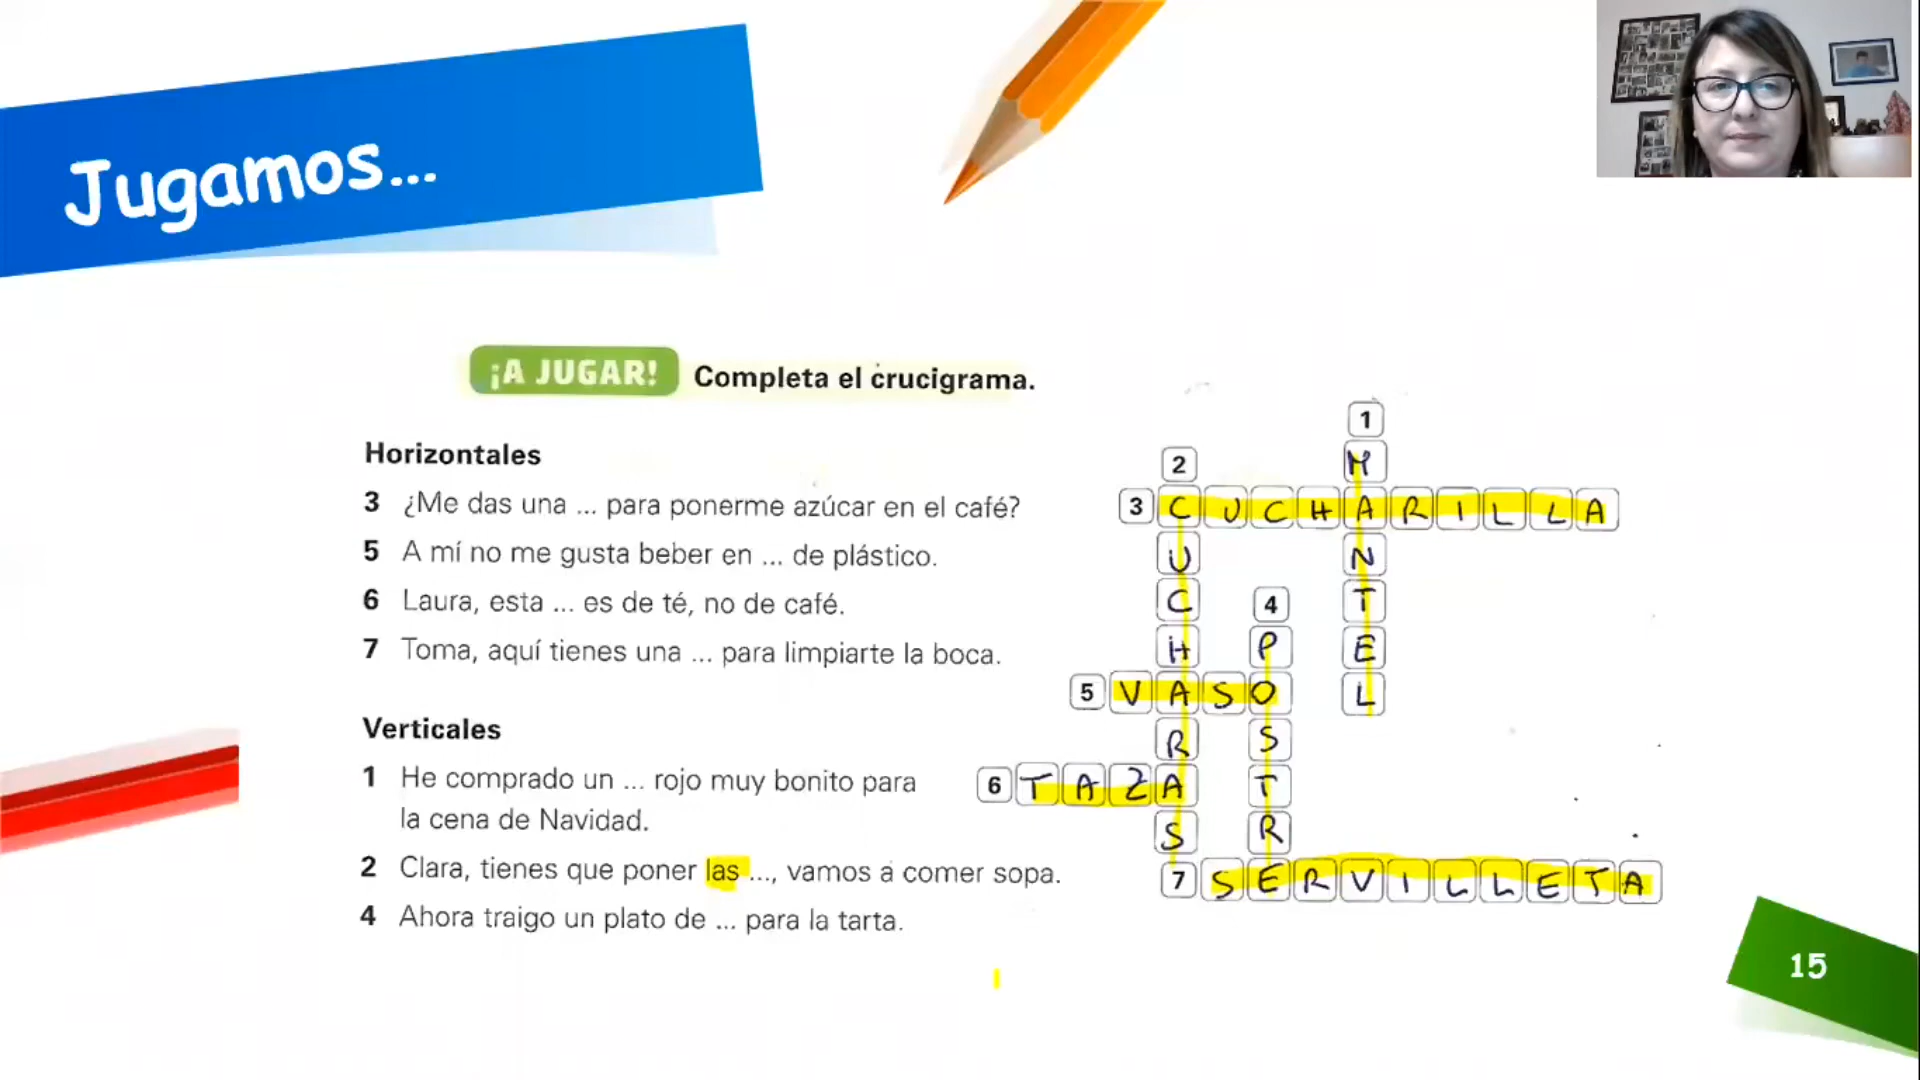 Jugamos...
¡A JUGAR! Completa el crucigrama.
Horizontales
3 ¿Me das una ... para ponerme azúcar en el café?
5 A mí no me gusta beber en ... de plástico.
6 Laura, esta ... es de té, no de café.
7 Toma, aquí tienes una ... para limpiarte la boca.
Verticales
1 He comprado un ... rojo muy bonito para
la cena de Navidad.
2 Clara, tienes que poner las ..., vamos a comer sopa.
4 Ahora traigo un plato de ... para la tarta.
1 MANTEL
2 CUCHARAS
3 CUCHARILLA
4 POSTRE
5 VASO
6 TAZA
7 SERVILLETA
15